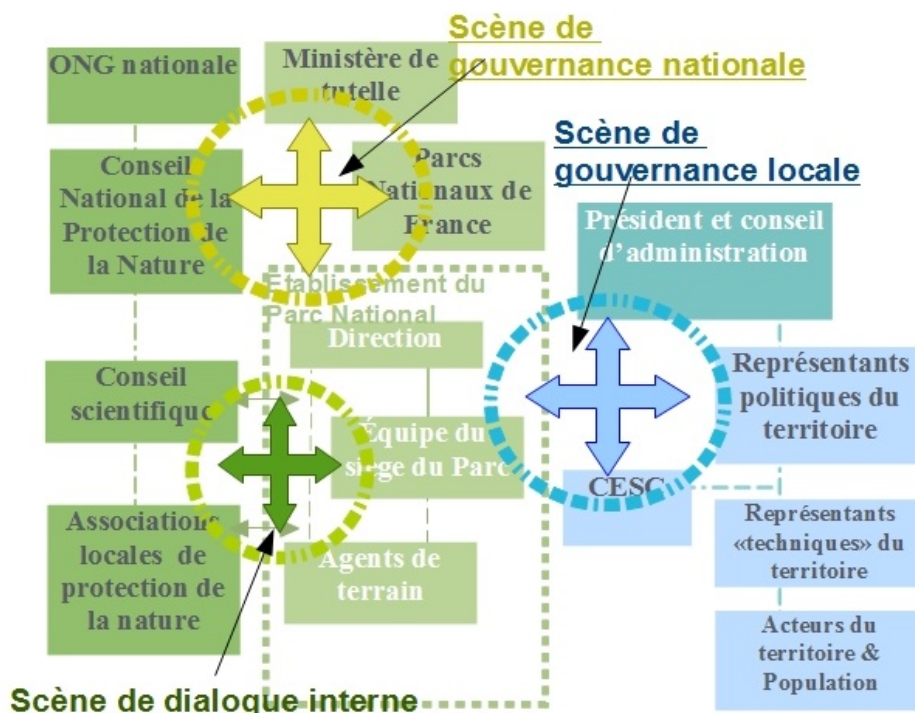 Scène de
gouvernance nationale
ONG nationale
Ministère de
tutelle
Scène de
gouvernance locale
Conseil
National de la
Protection de
la Nature
Parcs
Nationaux de
France
Président et conseil
d'administration
Etablissement du
Parc National
Direction
Conseil
scientifique
Équipe du
siège du Parc
Représentants
politiques du
territoire
CESC
Associations
locales de
protection de
la nature
Agents de
terrain
Représentants
«techniques» du
territoire
Acteurs du
territoire &
Population
Scène de dialogue interne